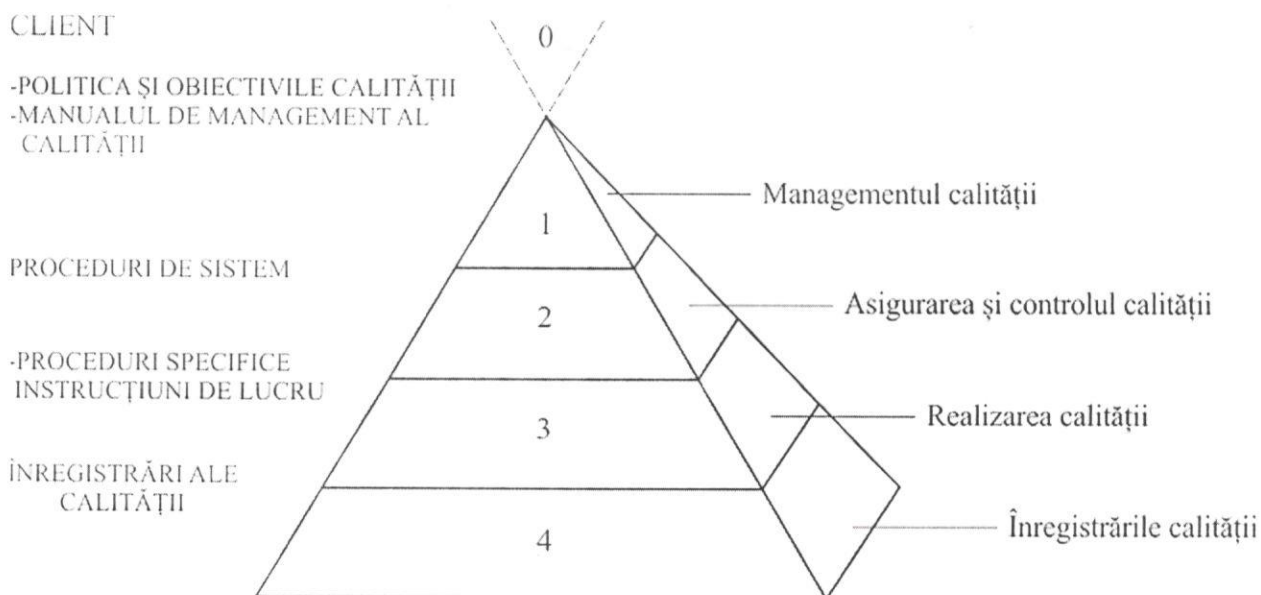 CLIENT
0
-POLITICA ȘI OBIECTIVILE CALITĂȚII
-MANUALUL DE MANAGEMENT AL
CALITĂȚII
Managementul calității
1
PROCEDURI DE SISTEM
Asigurarea și controlul calității
2
-PROCEDURI SPECIFICE
INSTRUCȚIUNI DE LUCRU
Realizarea calității
3
ÎNREGISTRĂRI ALE
CALITĂȚII
Înregistrările calității
4